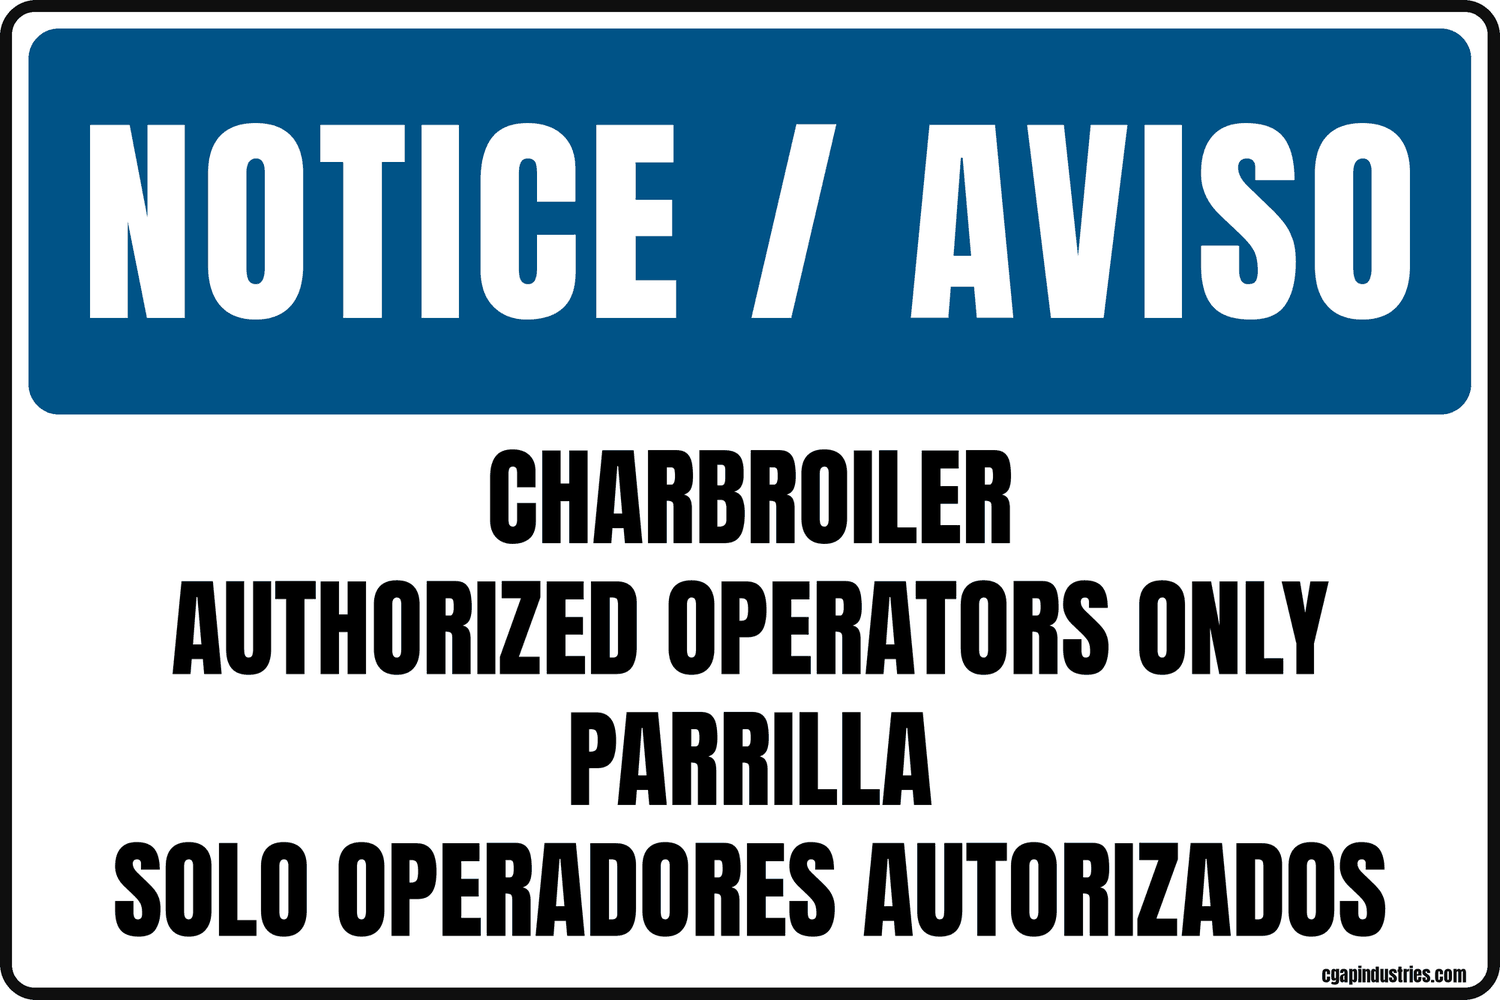 NOTICE / AVISO
CHARBROILER
AUTHORIZED OPERATORS ONLY
PARRILLA
SOLO OPERADORES AUTORIZADOS
cgapindustries.com